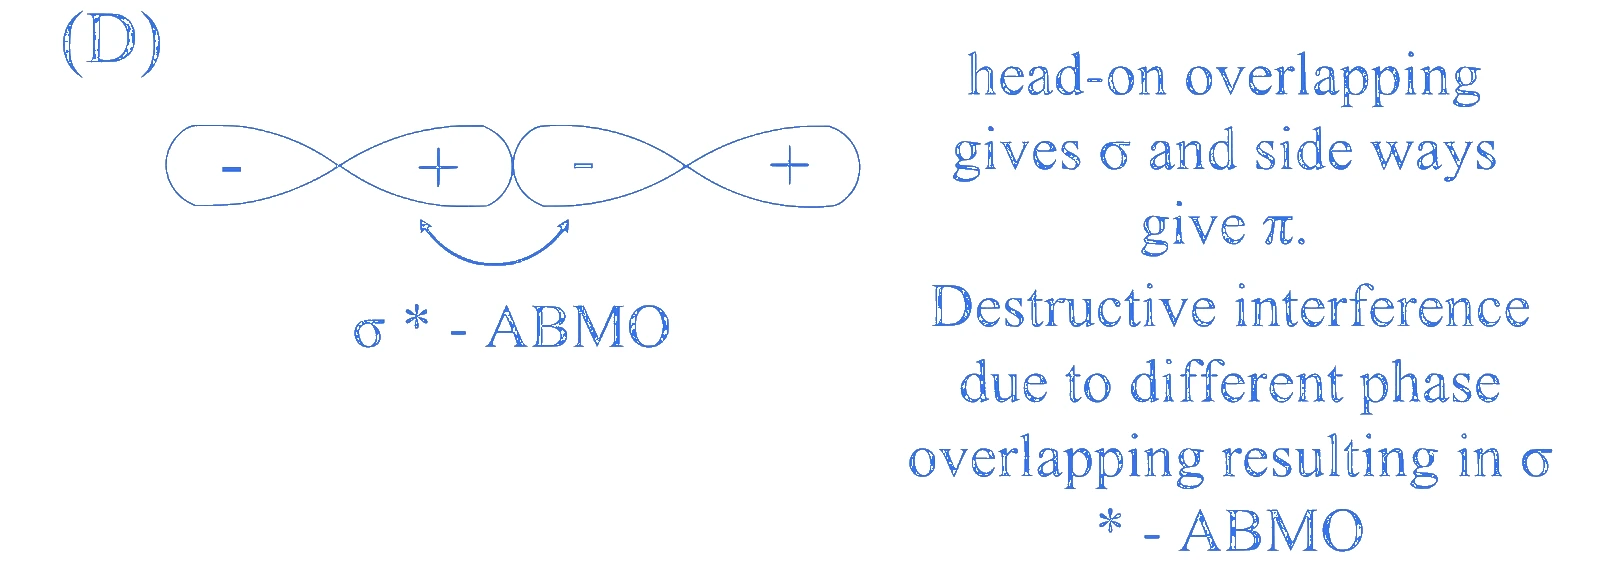 (D)
- + - +
σ * - ABMO
head-on overlapping
gives σ and side ways
give π.
Destructive interference
due to different phase
overlapping resulting in σ
* - ABMO